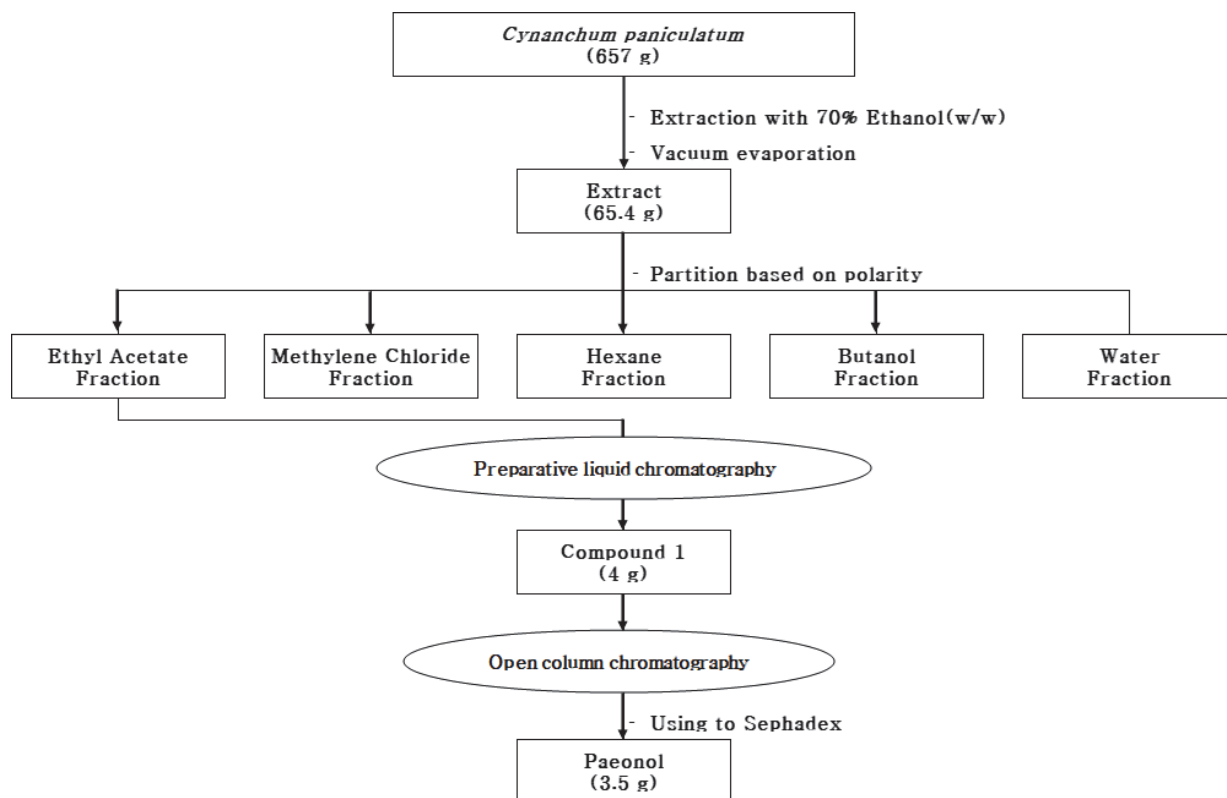 Cynanchum paniculatum
(657 g)
- Extraction with 70% Ethanol(w/w)
- Vacuum evaporation
Extract
(65.4 g)
- Partition based on polarity
Ethyl Acetate
Fraction
Methylene Chloride
Fraction
Hexane
Fraction
Butanol
Fraction
Water
Fraction
Preparative liquid chromatography
Compound 1
(4 g)
Open column chromatography
- Using to Sephadex
Paeonol
(3.5 g)